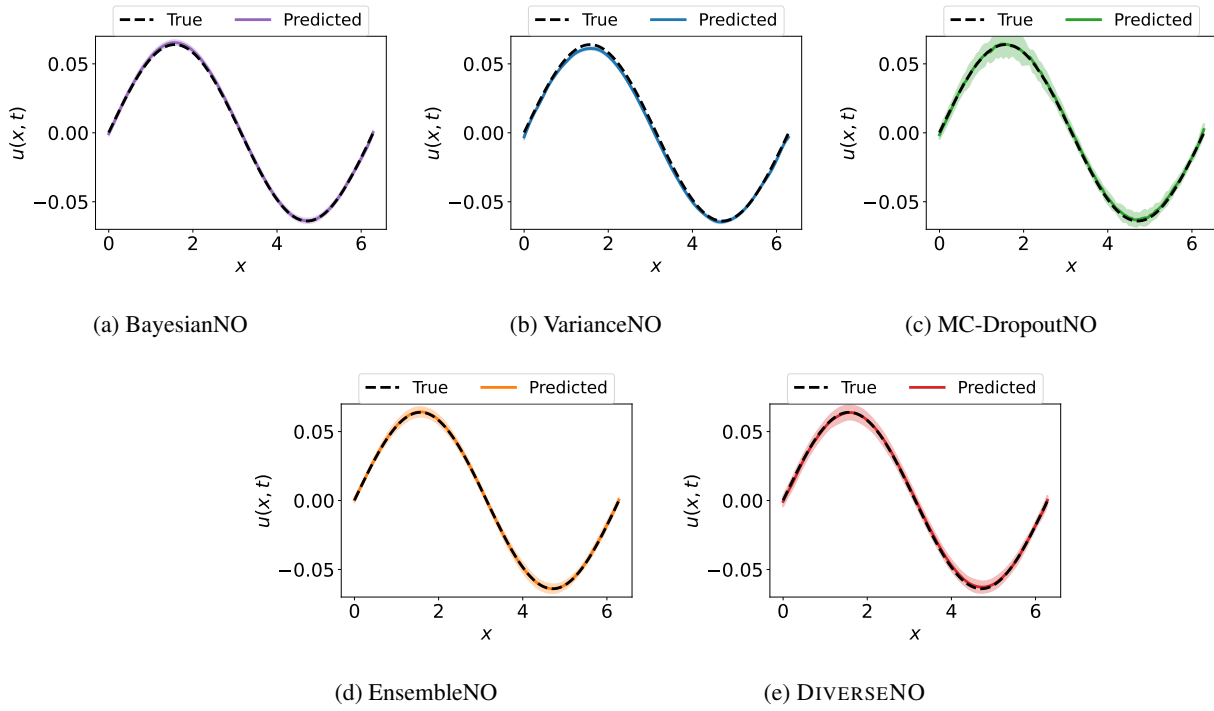 True Predicted
0.05
0.00
−0.05
u(x, t)
0 2 4 6
x
(a) BayesianNO
True Predicted
0.05
0.00
−0.05
u(x, t)
0 2 4 6
x
(b) VarianceNO
True Predicted
0.05
0.00
−0.05
u(x, t)
0 2 4 6
x
(c) MC-DropoutNO
True Predicted
0.05
0.00
−0.05
u(x, t)
0 2 4 6
x
(d) EnsembleNO
True Predicted
0.05
0.00
−0.05
u(x, t)
0 2 4 6
x
(e) DIVERSENO